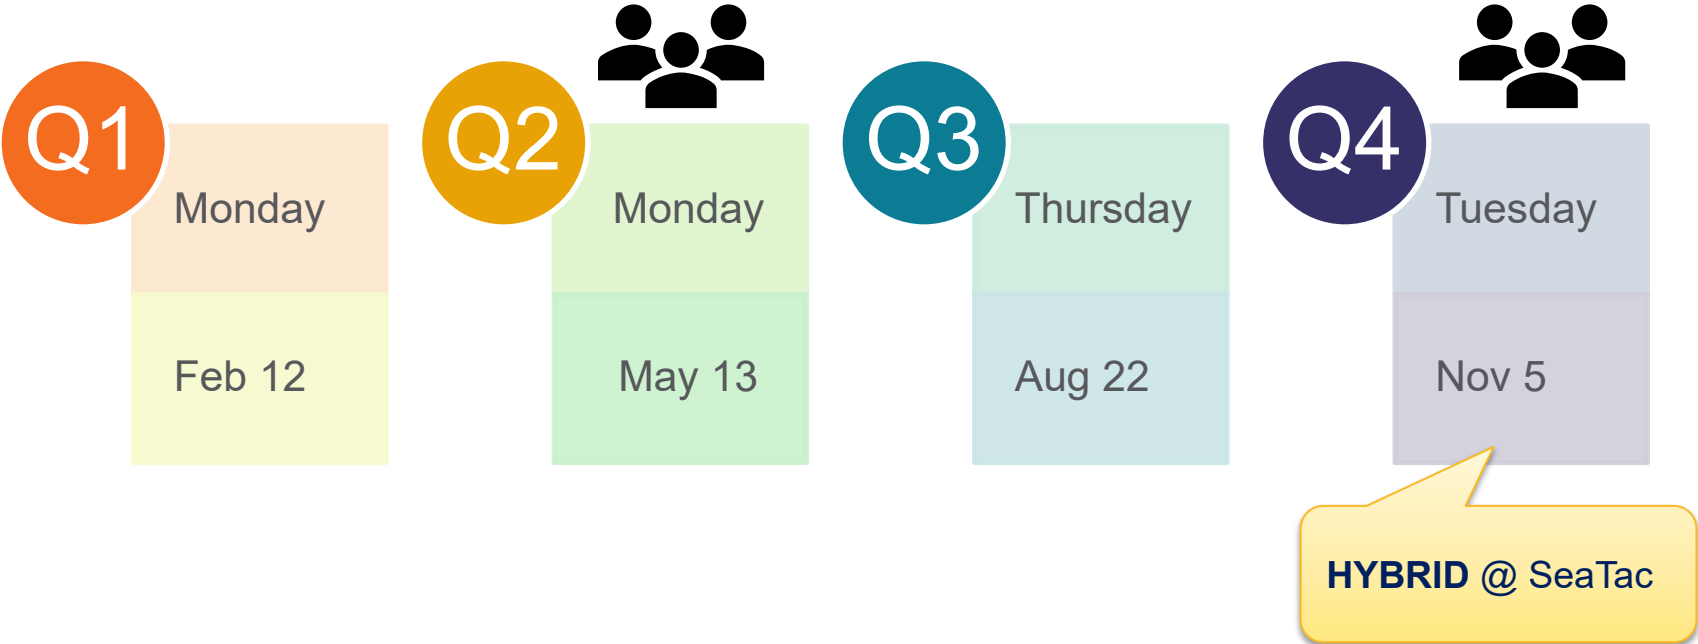 Q1
Monday
Feb 12
Q2
Monday
May 13
Q3
Thursday
Aug 22
Q4
Tuesday
Nov 5
HYBRID @ SeaTac